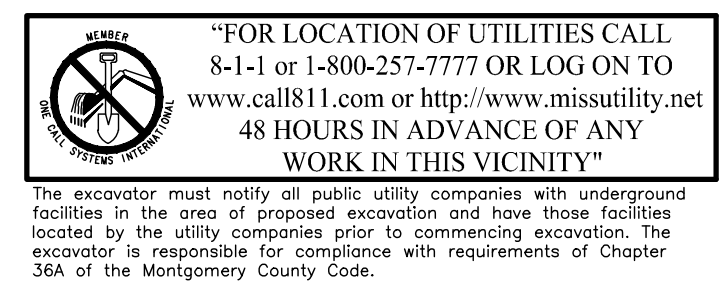 MEMBER
ONE CALL SYSTEMS INTERNATIONAL
“FOR LOCATION OF UTILITIES CALL
8-1-1 or 1-800-257-7777 OR LOG ON TO
www.call811.com or http://www.missutility.net
48 HOURS IN ADVANCE OF ANY
WORK IN THIS VICINITY"
The excavator must notify all public utility companies with underground
facilities in the area of proposed excavation and have those facilities
located by the utility companies prior to commencing excavation. The
excavator is responsible for compliance with requirements of Chapter
36A of the Montgomery County Code.